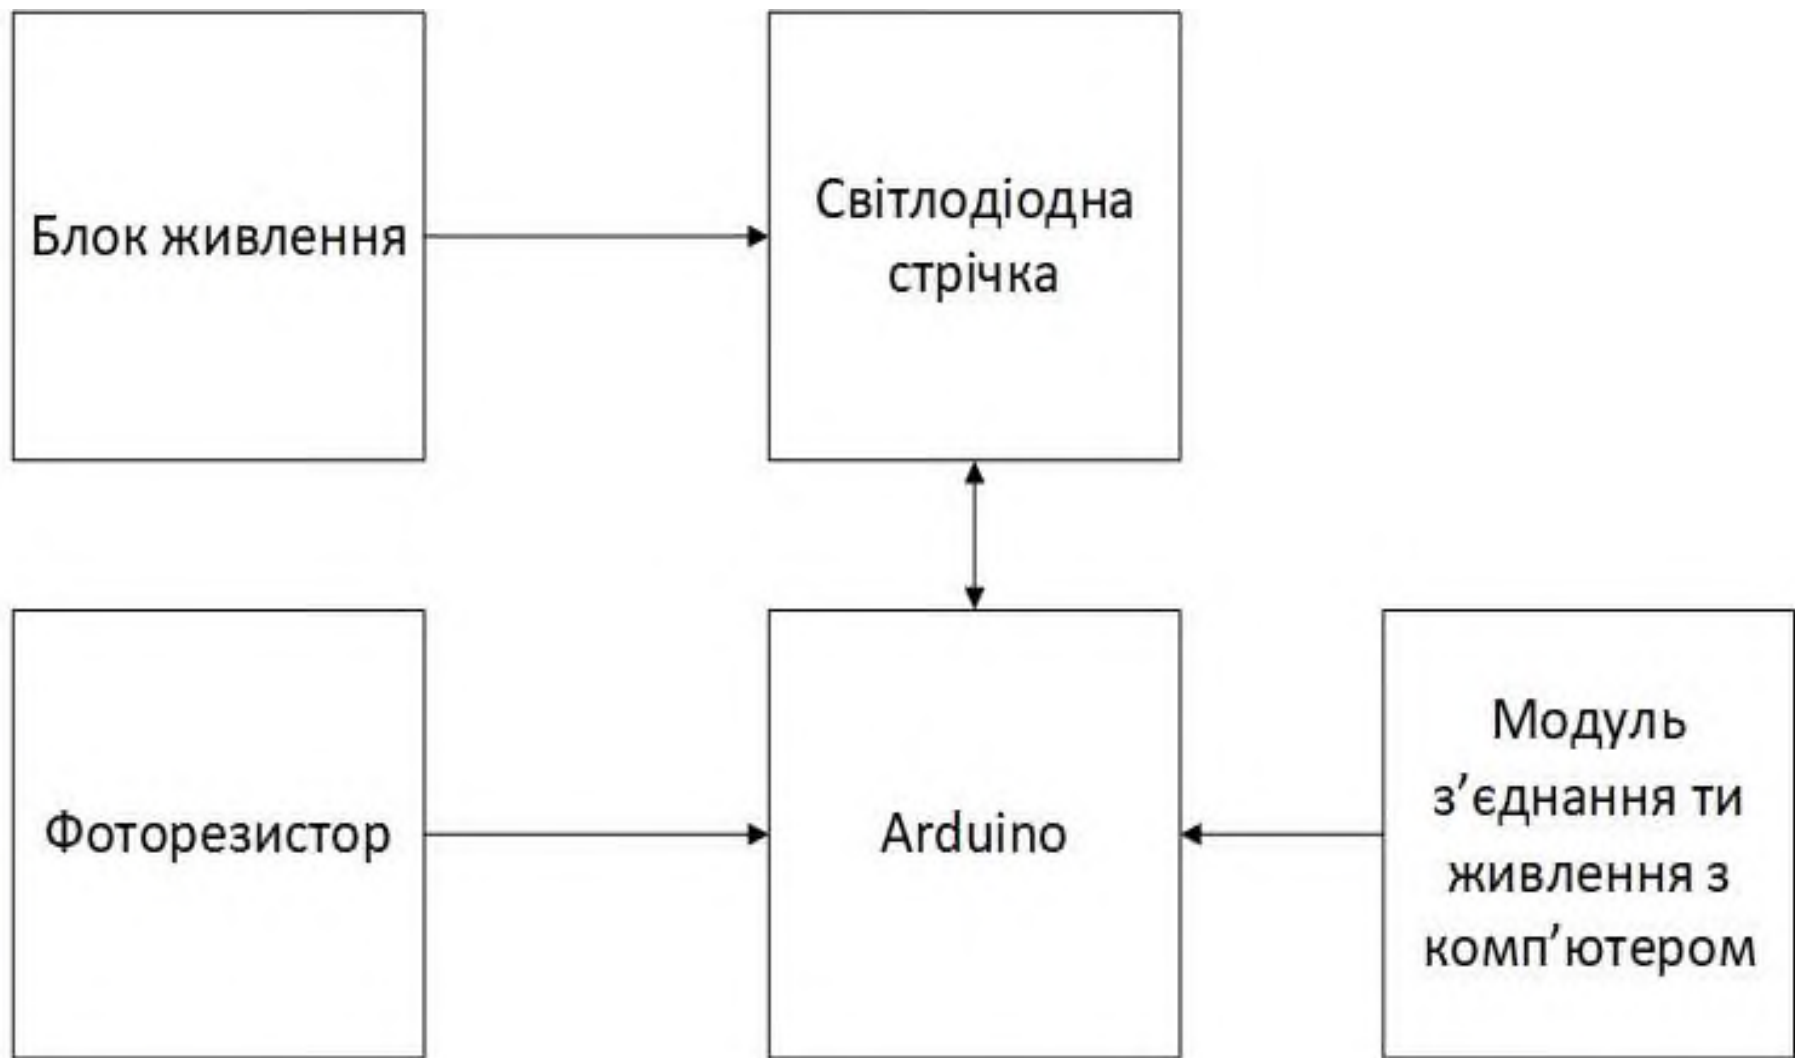 Блок живлення
Світлодіодна
стрічка
Фоторезистор
Arduino
Модуль
з’єднання ти
живлення з
комп’ютером